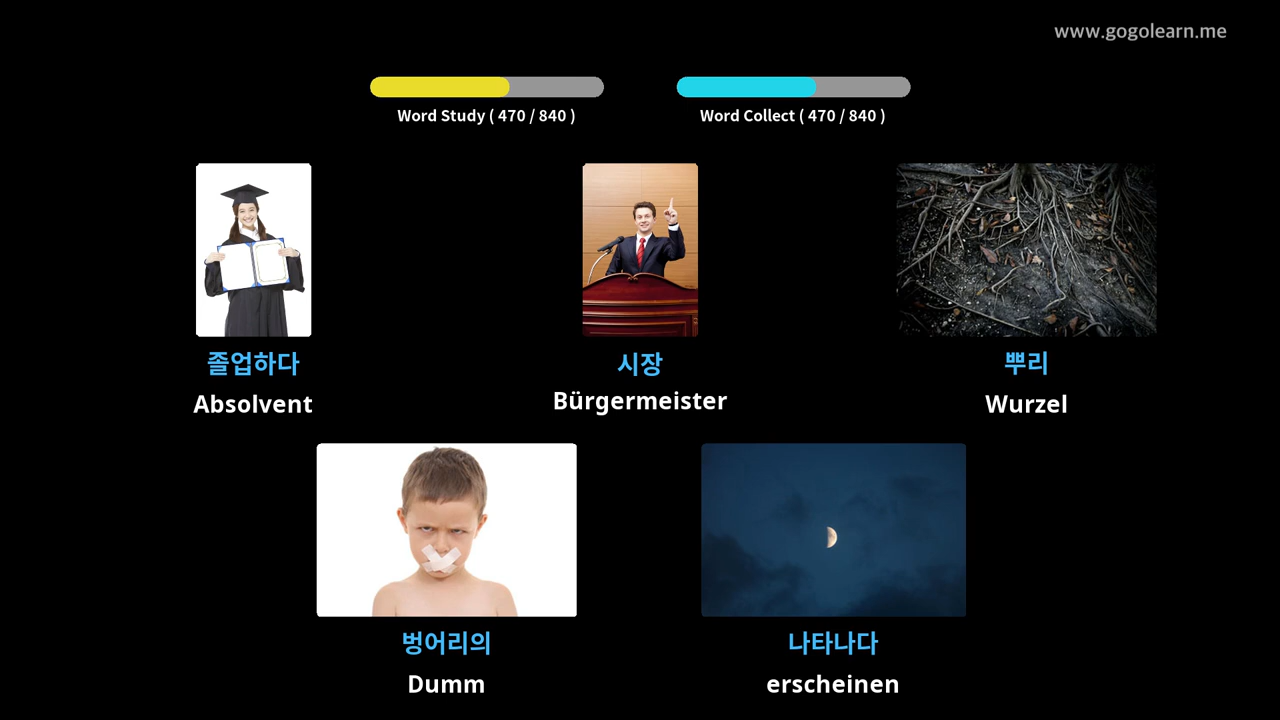 www.gogolearn.me
Word Study ( 470 / 840 )
Word Collect ( 470 / 840 )
졸업하다
Absolvent
시장
Bürgermeister
뿌리
Wurzel
벙어리의
Dumm
나타나다
erscheinen